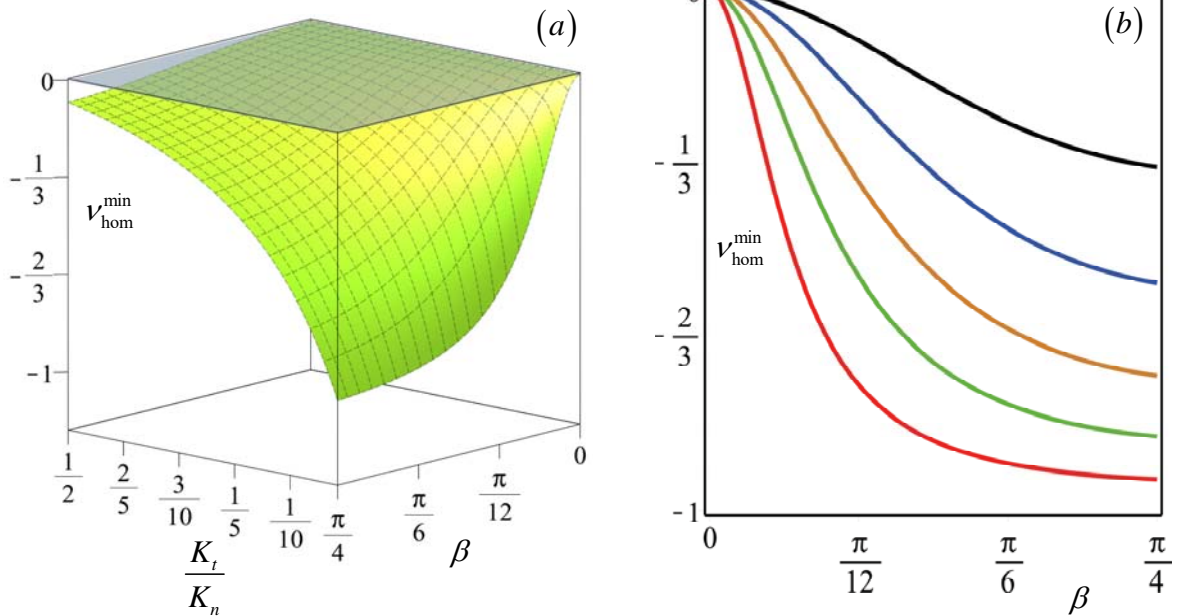 (a)
0
- 1/3
ν_hom^min
- 2/3
-1
1/2
2/5
3/10
1/5
1/10
π/4
π/6
π/12
0
K_t/K_n
β
(b)
- 1/3
ν_hom^min
- 2/3
-1
0
π/12
π/6
π/4
β